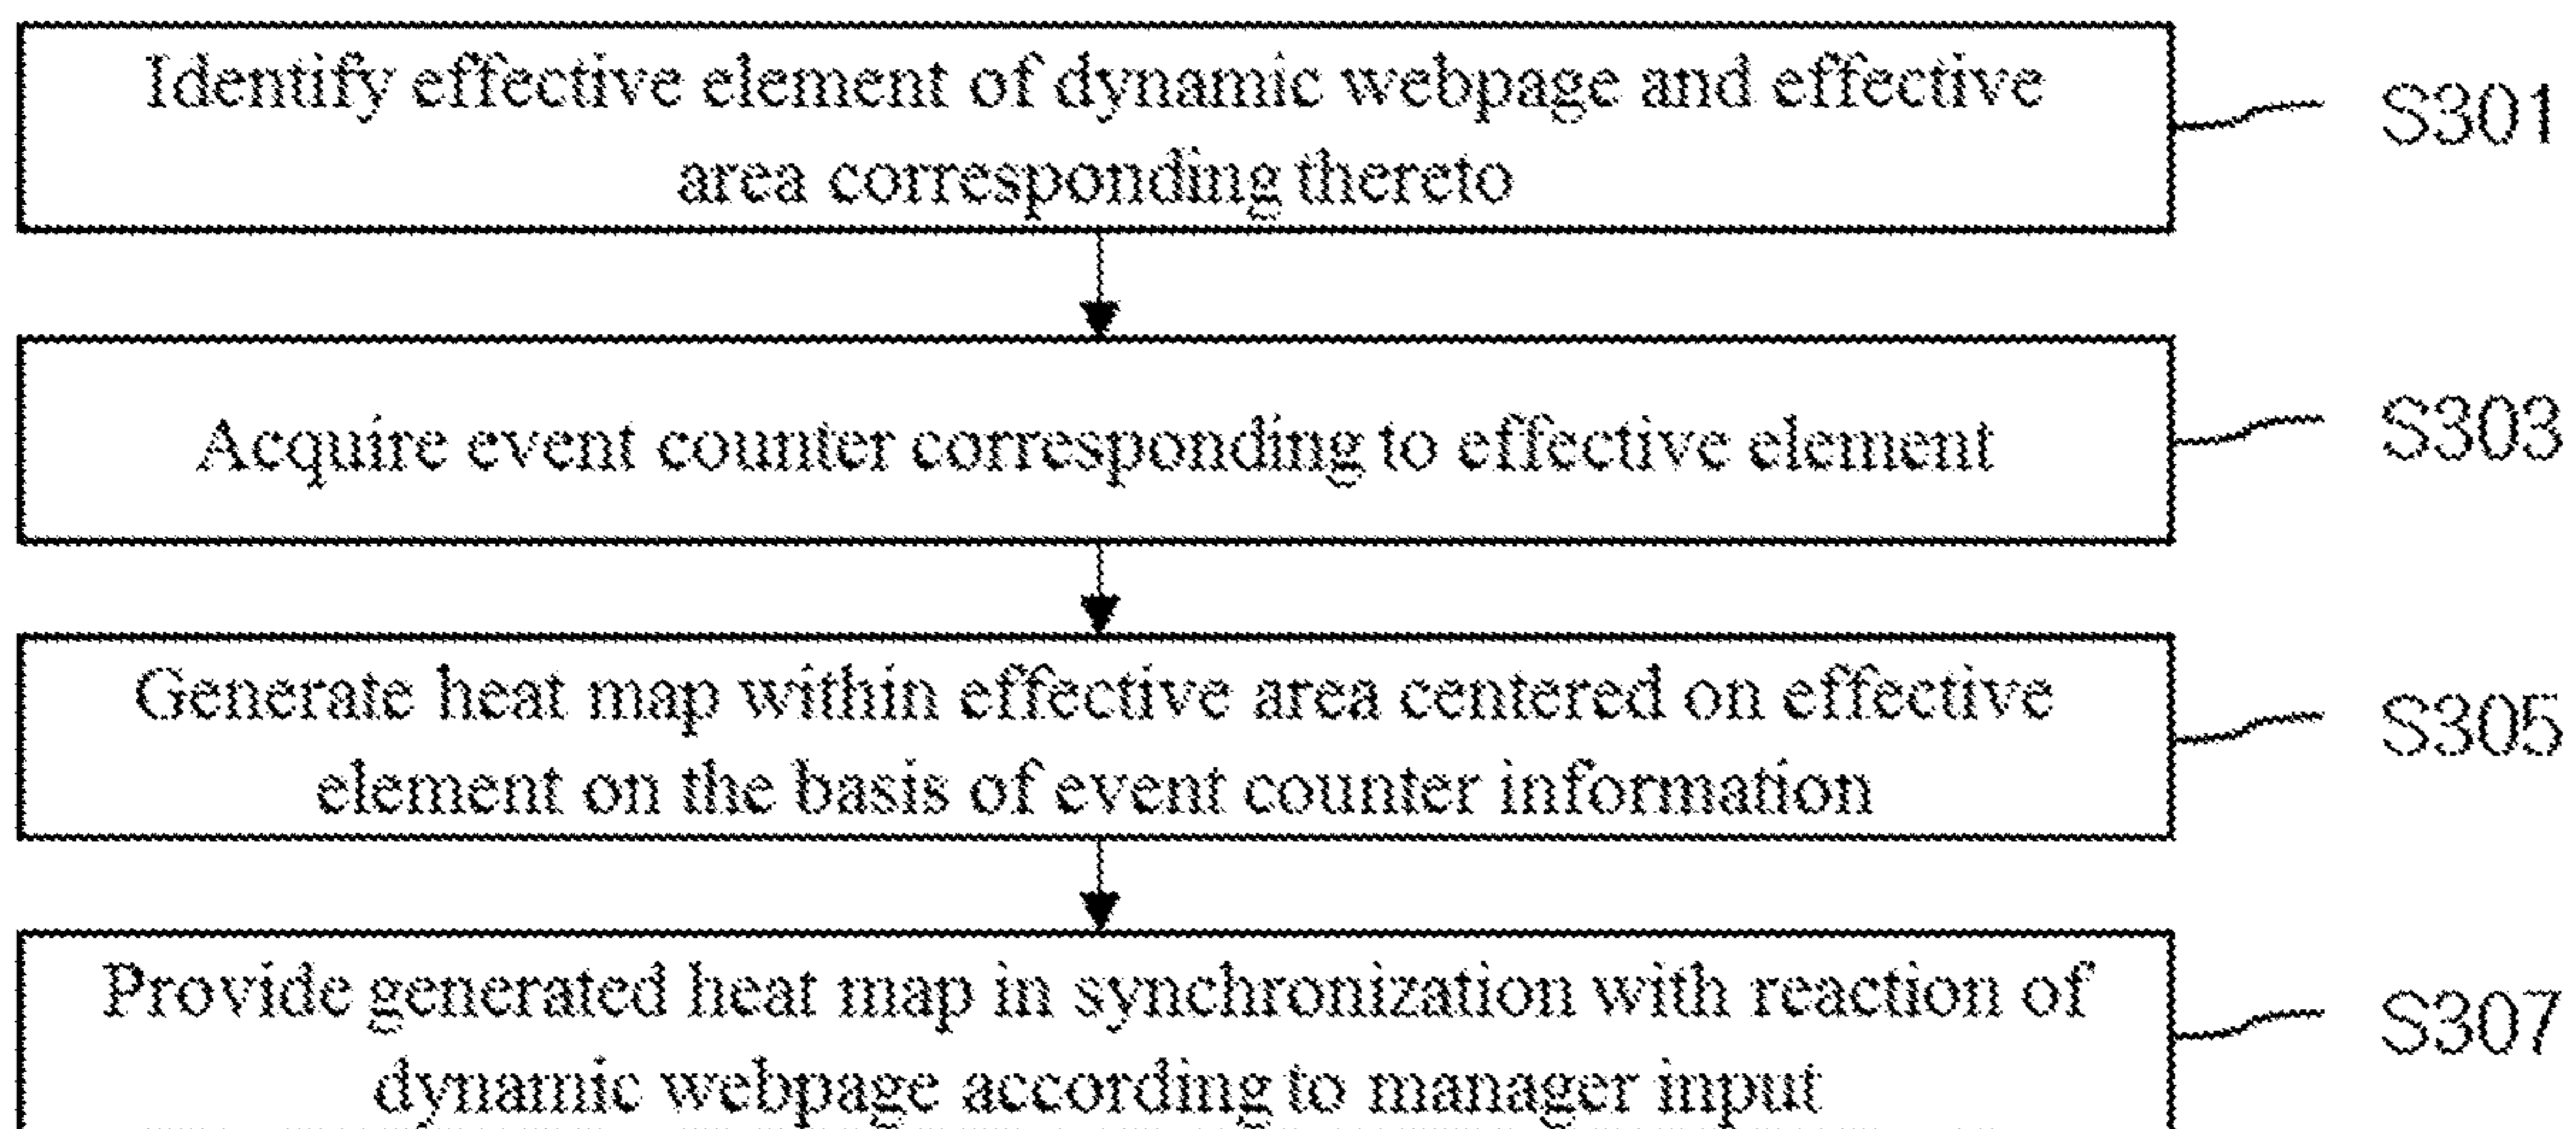 Identify effective element of dynamic webpage and effective
area corresponding thereto
S301
Acquire event counter corresponding to effective element
S303
Generate heat map within effective area centered on effective
element on the basis of event counter information
S305
Provide generated heat map in synchronization with reaction of
dynamic webpage according to manager input
S307